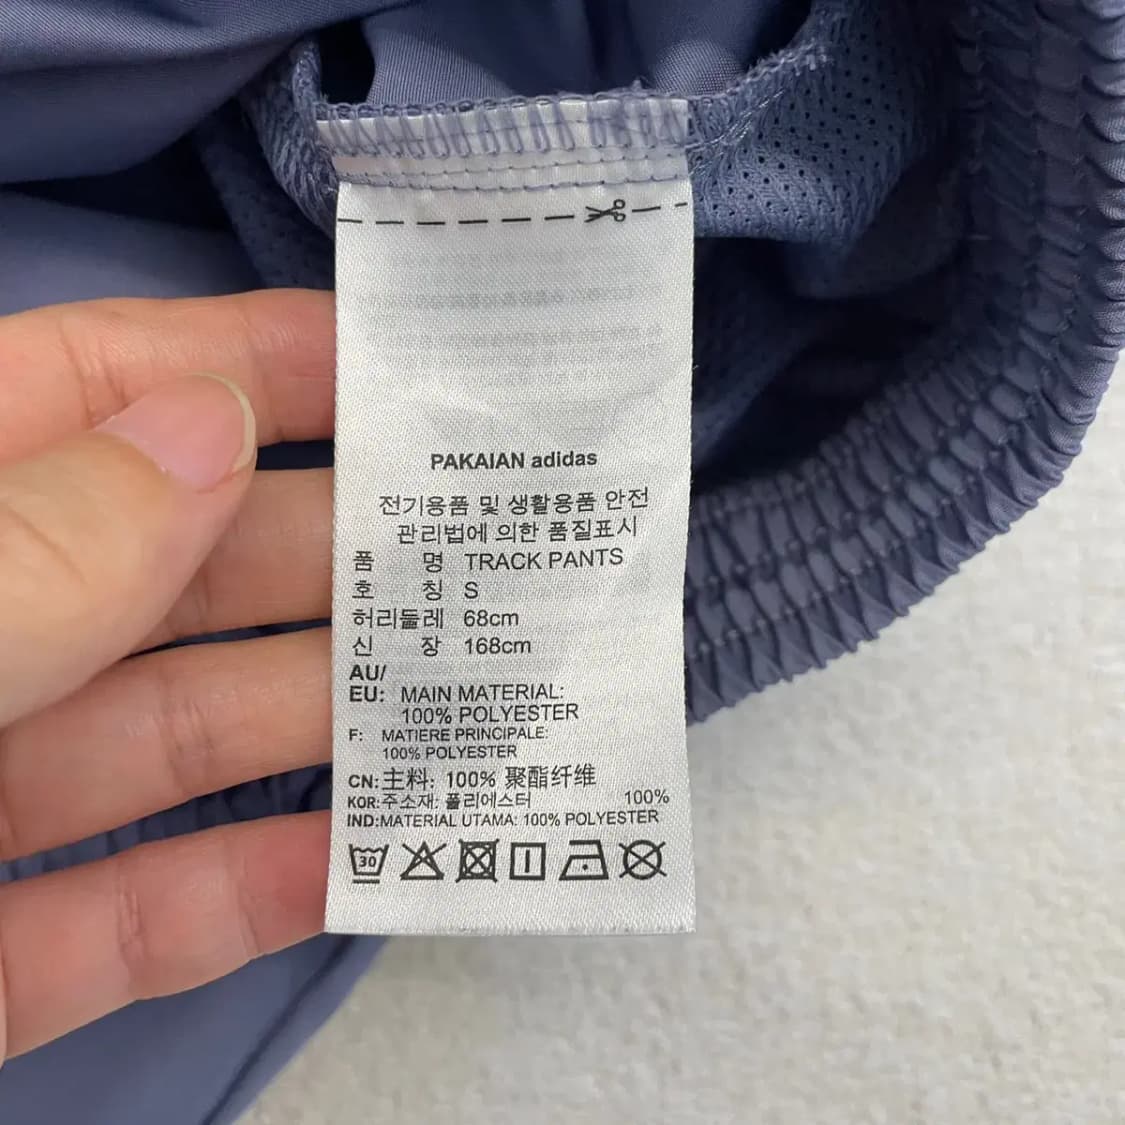 PAKAIAN adidas
전기용품 및 생활용품 안전
관리법에 의한 품질표시
품 명 TRACK PANTS
호 칭 S
허리둘레 68cm
신 장 168cm
AU/
EU: MAIN MATERIAL:
100% POLYESTER
F: MATIERE PRINCIPALE:
100% POLYESTER
CN:主料: 100% 聚酯纤维
KOR:주소재: 폴리에스터 100%
IND:MATERIAL UTAMA: 100% POLYESTER
30